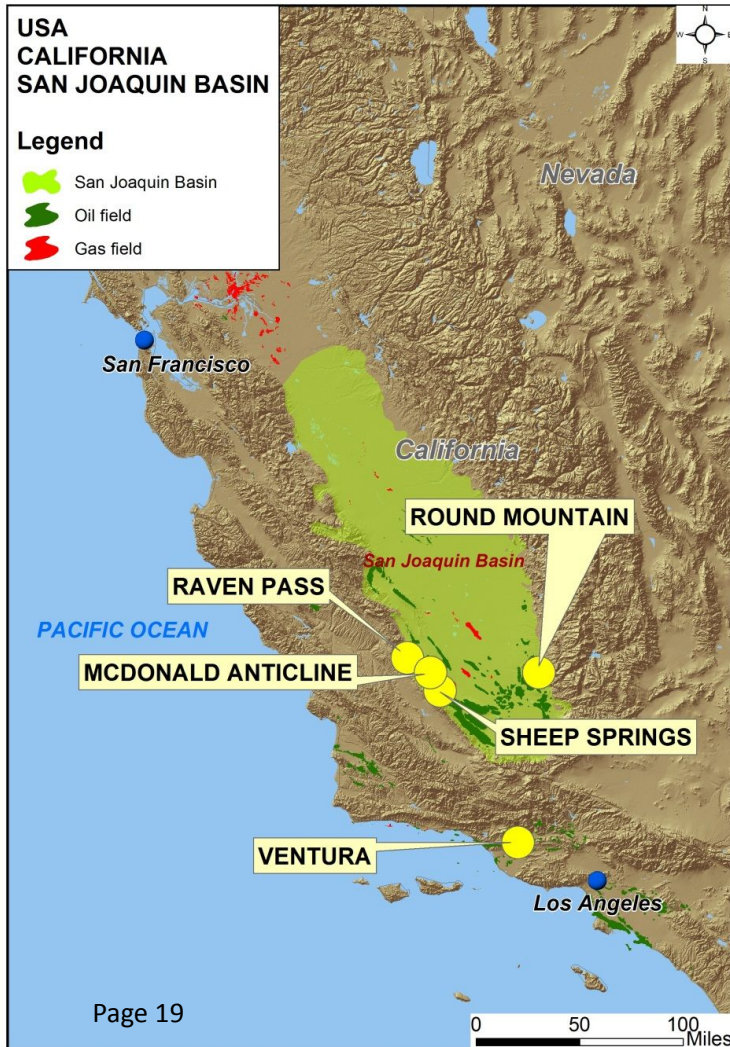 USA
CALIFORNIA
SAN JOAQUIN BASIN
N
W E
S
Legend
San Joaquin Basin
Oil field
Gas field
Nevada
San Francisco
California
ROUND MOUNTAIN
San Joaquin Basin
RAVEN PASS
PACIFIC OCEAN
MCDONALD ANTICLINE
SHEEP SPRINGS
VENTURA
Los Angeles
Page 19
0 50 100
Miles